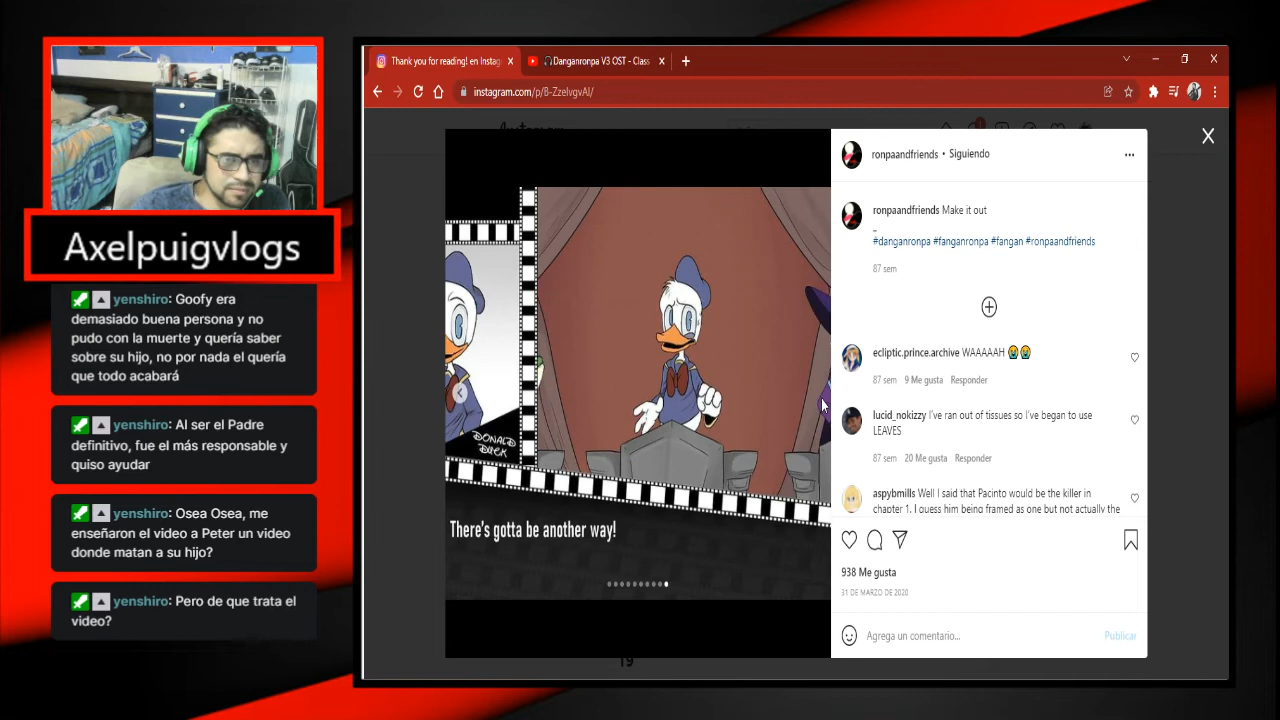 Thank you for reading! en Instag
Danganronpa V3 OST - Class
instagram.com/p/B-ZzeIvgvAI/
Axelpuigvlogs
yenshiro: Goofy era
demasiado buena persona y no
pudo con la muerte y quería saber
sobre su hijo, no por nada el quería
que todo acabará
yenshiro: Al ser el Padre
definitivo, fue el más responsable y
quiso ayudar
yenshiro: Osea Osea, me
enseñaron el video a Peter un video
donde matan a su hijo?
yenshiro: Pero de que trata el
video?
DONALD
DUCK
There's gotta be another way!
19
ronpaandfriends • Siguiendo
ronpaandfriends Make it out
_
#danganronpa #fanganronpa #fangan #ronpaandfriends
87 sem
ecliptic.prince.archive WAAAAAH 😭😭
87 sem 9 Me gusta Responder
lucid_nokizzy I've ran out of tissues so I've began to use
LEAVES
87 sem 20 Me gusta Responder
aspybmills Well I said that Pacinto would be the killer in
chapter 1. I guess him being framed as one but not actually the
938 Me gusta
31 DE MARZO DE 2020
Agrega un comentario...
Publicar